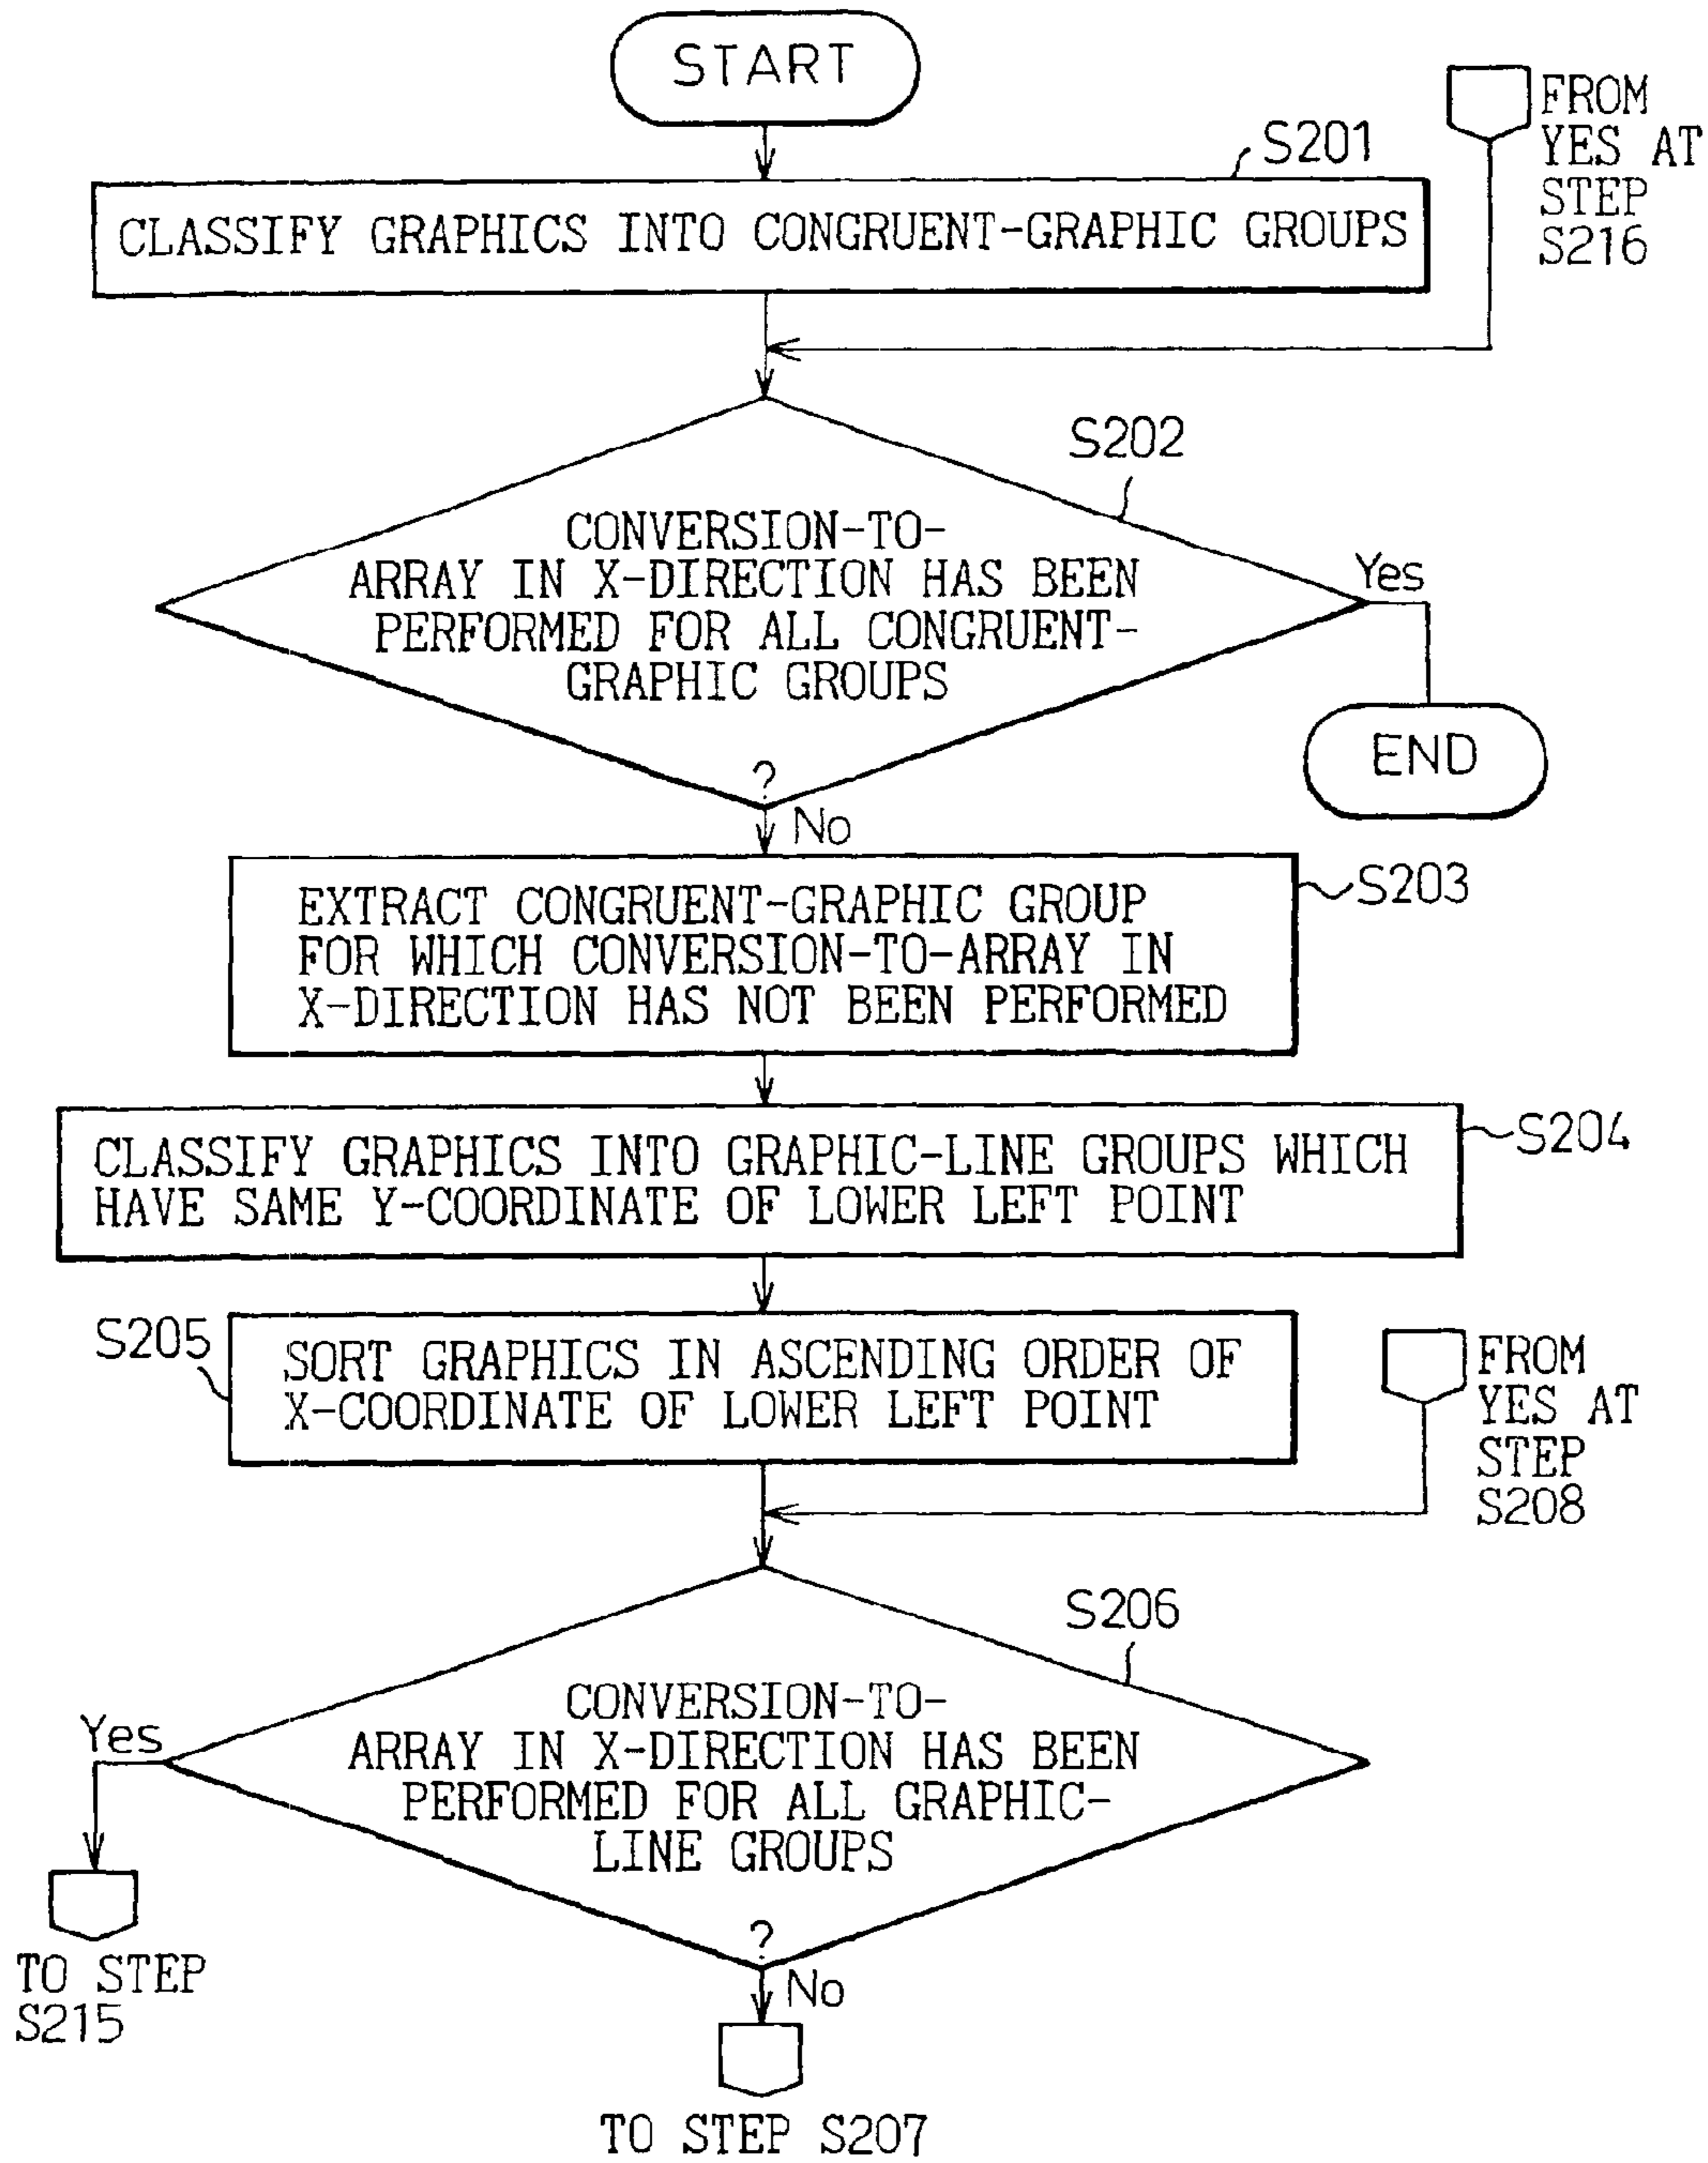 START
FROM
YES AT
STEP
S216
S201
CLASSIFY GRAPHICS INTO CONGRUENT-GRAPHIC GROUPS
S202
CONVERSION-TO-
ARRAY IN X-DIRECTION HAS BEEN
PERFORMED FOR ALL CONGRUENT-
GRAPHIC GROUPS
?
Yes
END
No
S203
EXTRACT CONGRUENT-GRAPHIC GROUP
FOR WHICH CONVERSION-TO-ARRAY IN
X-DIRECTION HAS NOT BEEN PERFORMED
S204
CLASSIFY GRAPHICS INTO GRAPHIC-LINE GROUPS WHICH
HAVE SAME Y-COORDINATE OF LOWER LEFT POINT
S205
SORT GRAPHICS IN ASCENDING ORDER OF
X-COORDINATE OF LOWER LEFT POINT
FROM
YES AT
STEP
S208
S206
CONVERSION-TO-
ARRAY IN X-DIRECTION HAS BEEN
PERFORMED FOR ALL GRAPHIC-
LINE GROUPS
?
Yes
TO STEP
S215
No
TO STEP S207